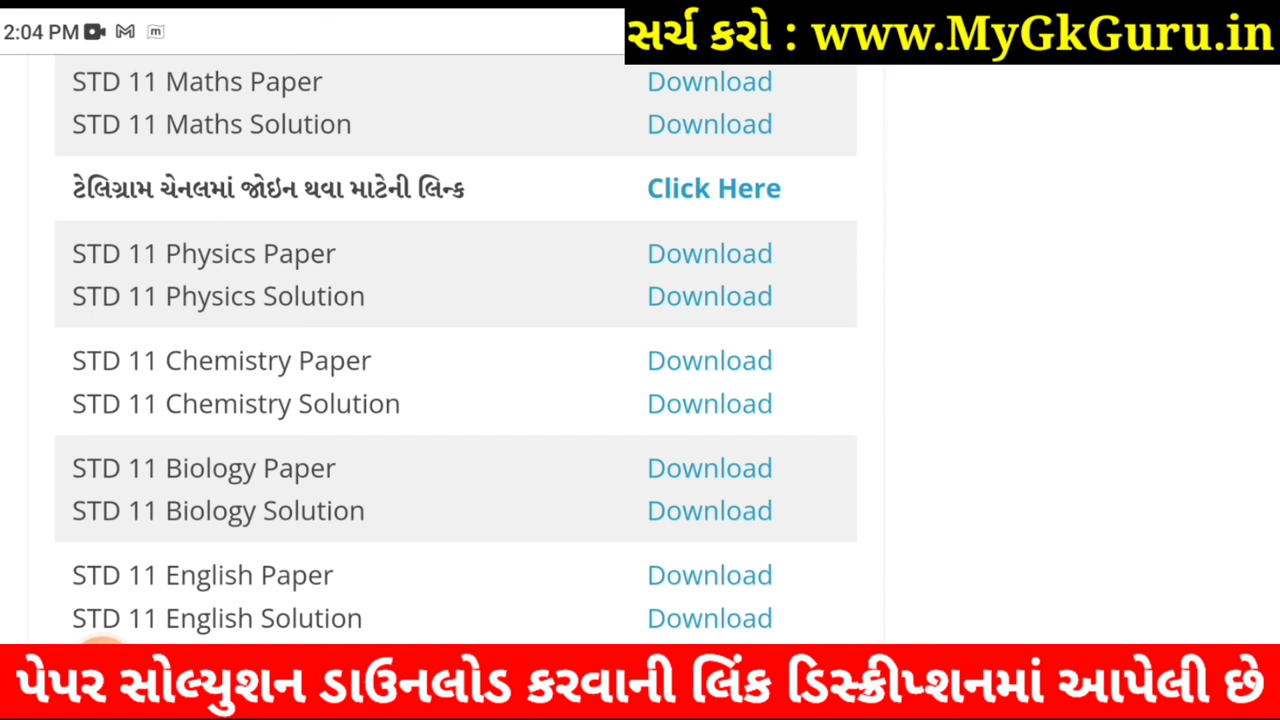 2:04 PM
સર્ચ કરો : www.MyGkGuru.in
STD 11 Maths Paper Download
STD 11 Maths Solution Download
ટેલિગ્રામ ચેનલમાં જોઇન થવા માટેની લિન્ક Click Here
STD 11 Physics Paper Download
STD 11 Physics Solution Download
STD 11 Chemistry Paper Download
STD 11 Chemistry Solution Download
STD 11 Biology Paper Download
STD 11 Biology Solution Download
STD 11 English Paper Download
STD 11 English Solution Download
પેપર સોલ્યુશન ડાઉનલોડ કરવાની લિંક ડિસ્ક્રીપ્શનમાં આપેલી છે